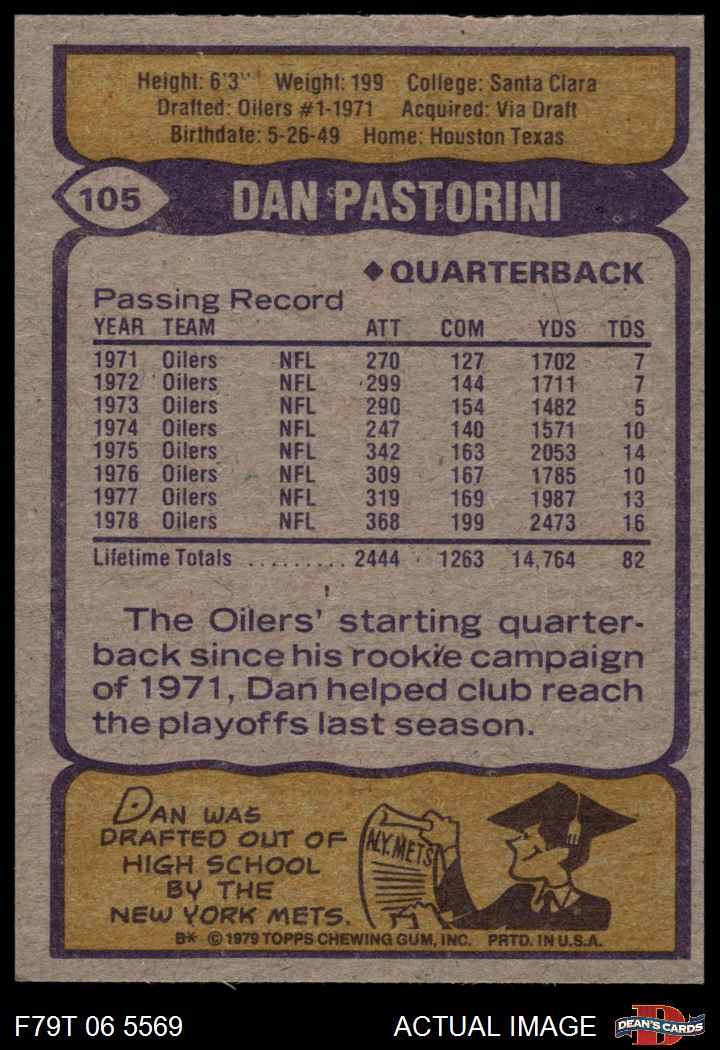 Height: 6'3" Weight: 199 College: Santa Clara
Drafted: Oilers #1-1971 Acquired: Via Draft
Birthdate: 5-26-49 Home: Houston Texas
105 DAN PASTORINI
◆ QUARTERBACK
Passing Record
YEAR TEAM ATT COM YDS TDS
1971 Oilers NFL 270 127 1702 7
1972 Oilers NFL 299 144 1711 7
1973 Oilers NFL 290 154 1482 5
1974 Oilers NFL 247 140 1571 10
1975 Oilers NFL 342 163 2053 14
1976 Oilers NFL 309 167 1785 10
1977 Oilers NFL 319 169 1987 13
1978 Oilers NFL 368 199 2473 16
Lifetime Totals ......... 2444 1263 14,764 82
The Oilers' starting quarter-
back since his rookie campaign
of 1971, Dan helped club reach
the playoffs last season.
DAN WAS
DRAFTED OUT OF
HIGH SCHOOL
BY THE
NEW YORK METS.
N.Y. METS
B* © 1979 TOPPS CHEWING GUM, INC. PRTD. IN U.S.A.
F79T 06 5569 ACTUAL IMAGE D DEAN'S CARDS